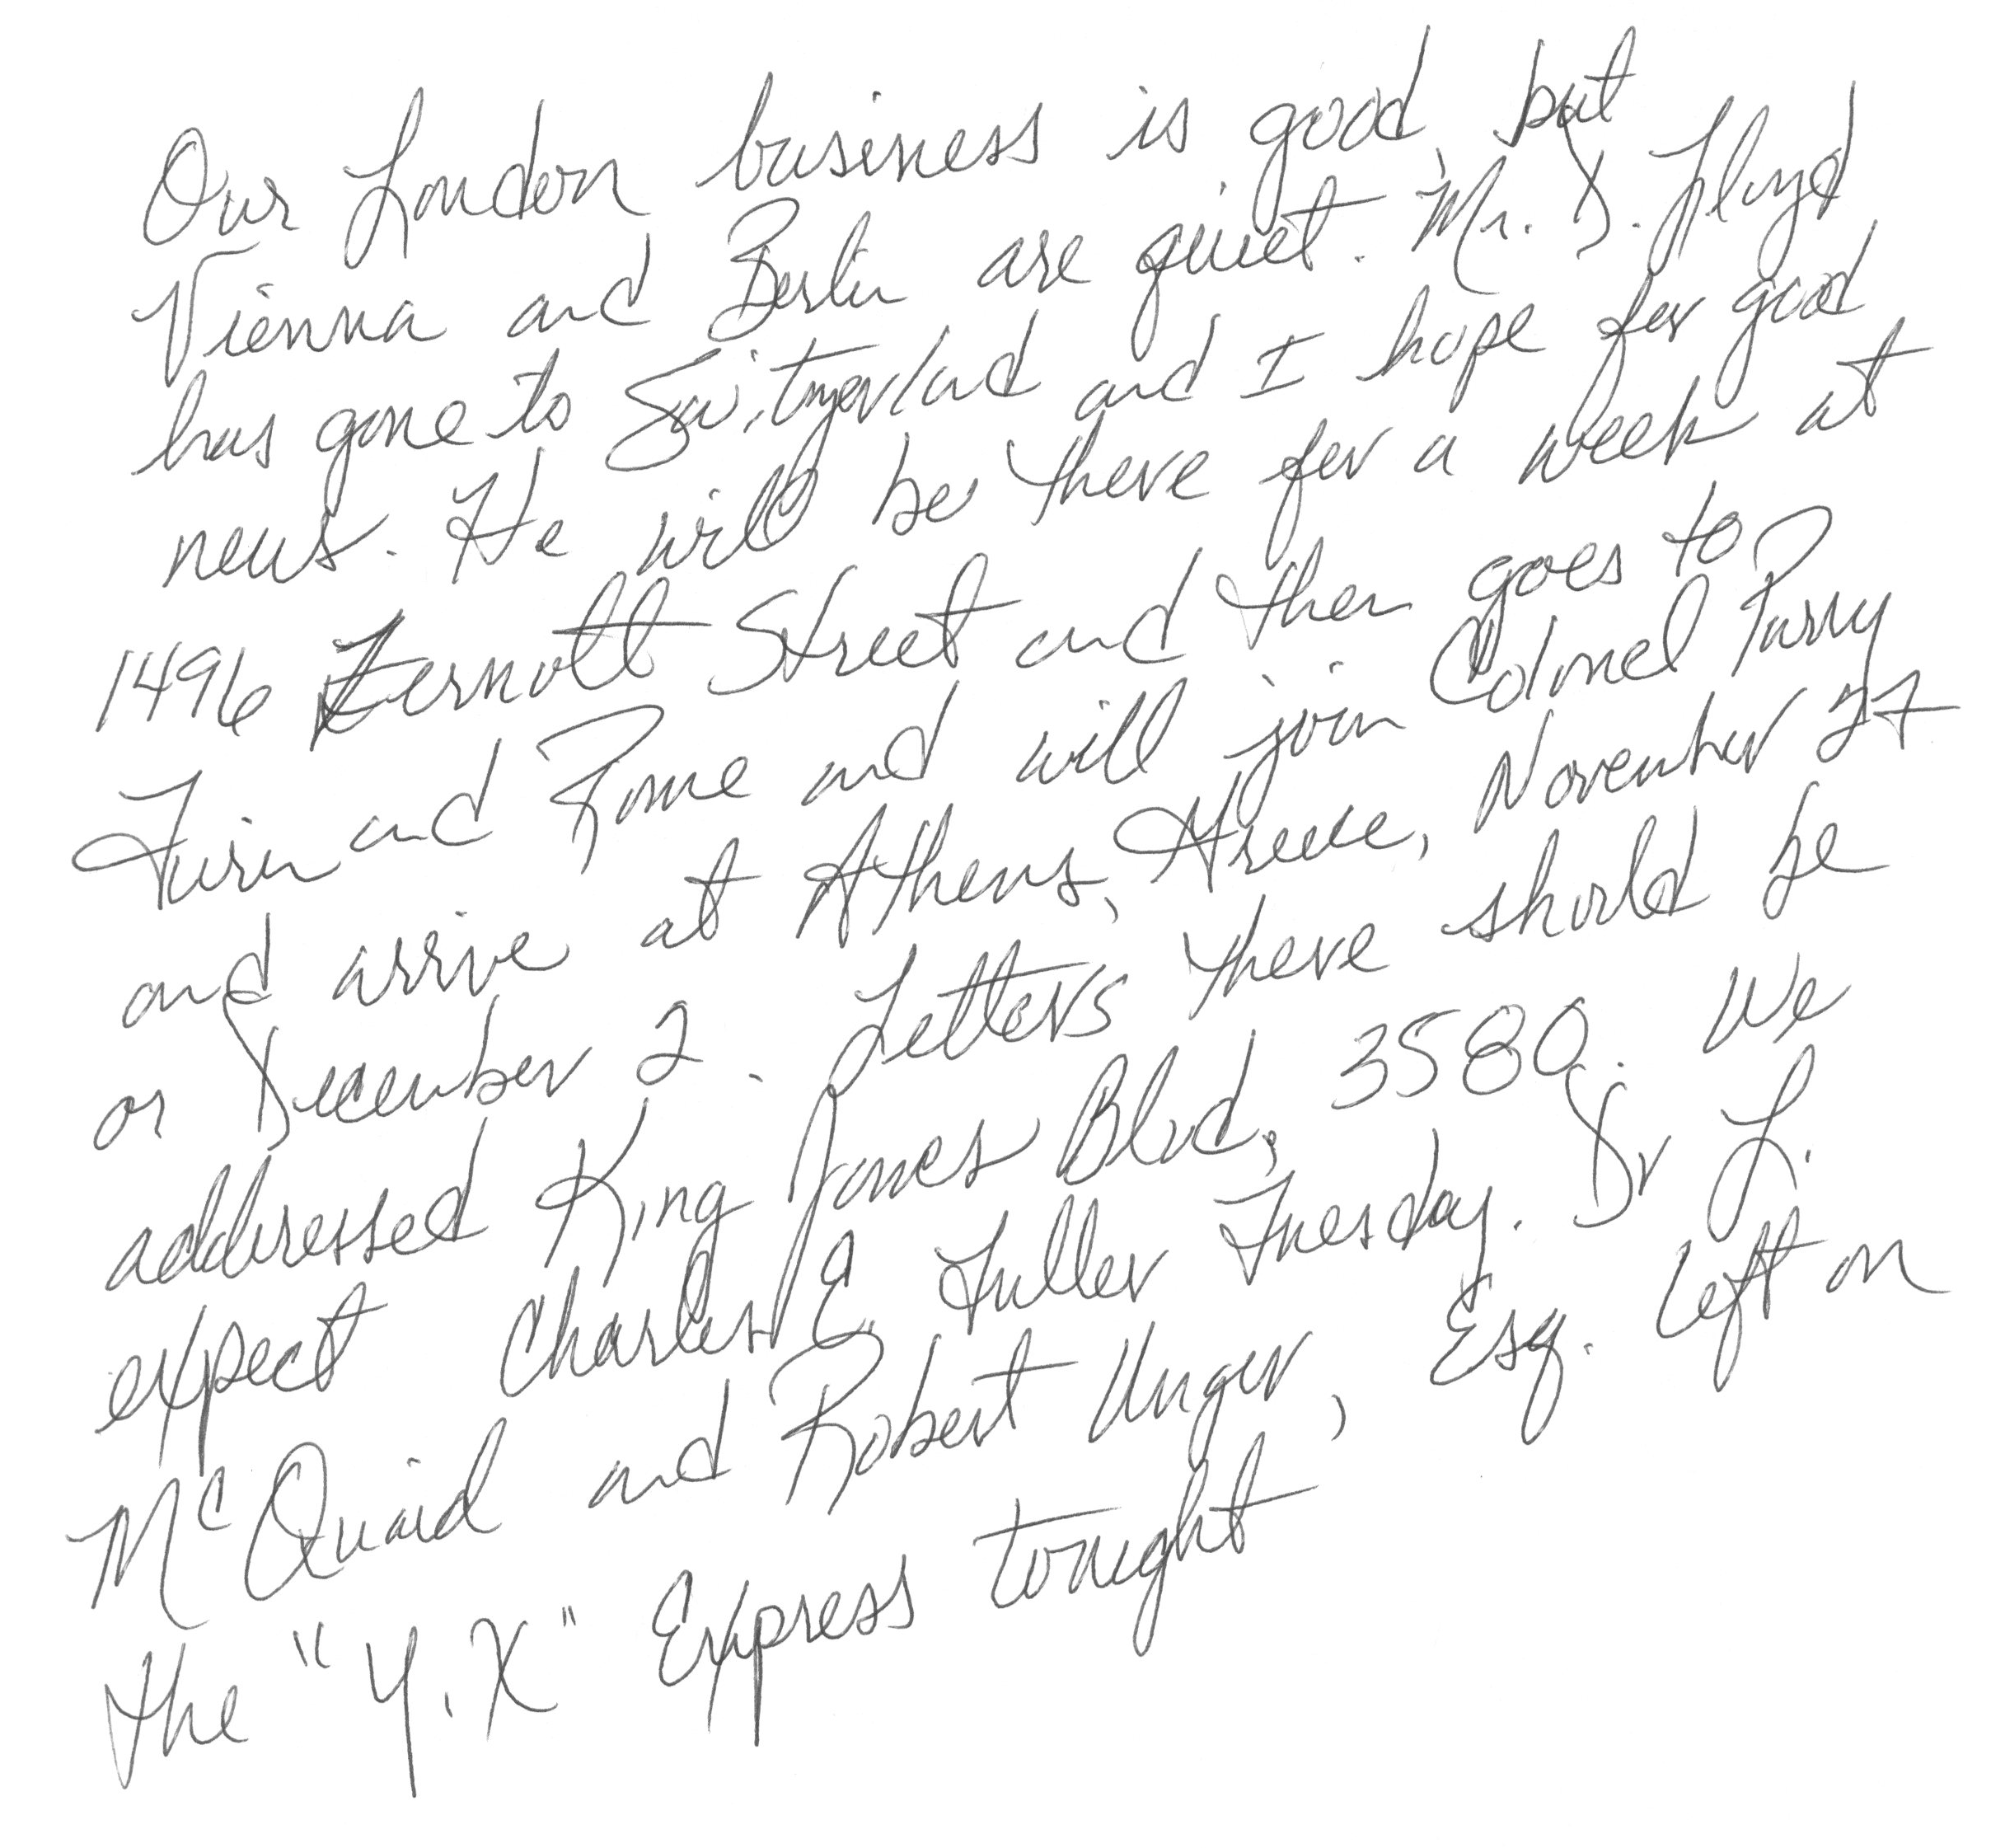 Our London business is good, but
Vienna and Berlin are quiet. Mr. D. Lloyd
has gone to Switzerland and I hope for good
news. He will be there for a week at
1496 Zermott Street and then goes to
Turin and Rome and will join Colonel Parry
and arrive at Athens, Greece, November 27
or December 2. Letters there should be
addressed King James Blvd, 3580. We
expect Charles E. Fuller Tuesday. Dr L.
McQuaid and Robert Unger, Esq. left on
the "Y.X" Express tonight